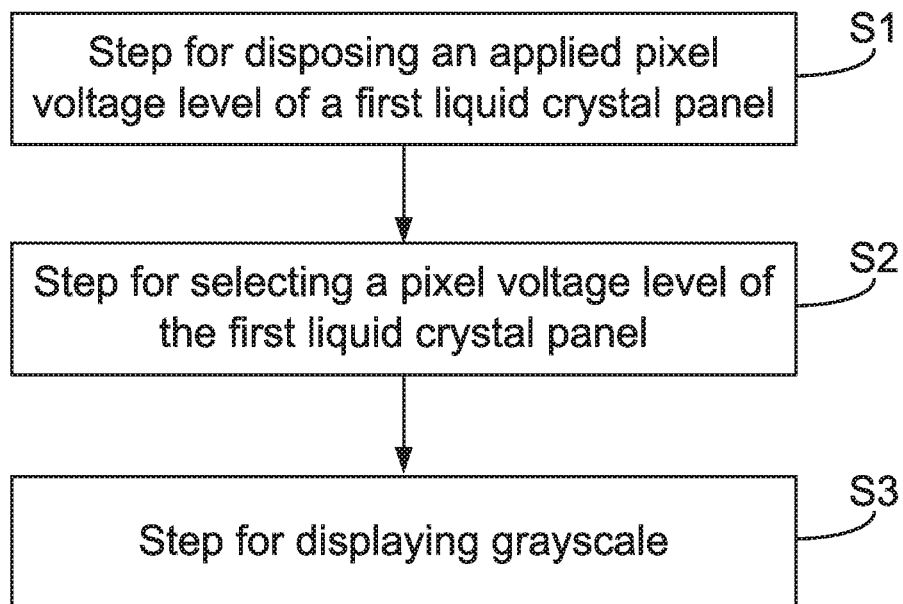 S1
Step for disposing an applied pixel
voltage level of a first liquid crystal panel
S2
Step for selecting a pixel voltage level of
the first liquid crystal panel
S3
Step for displaying grayscale